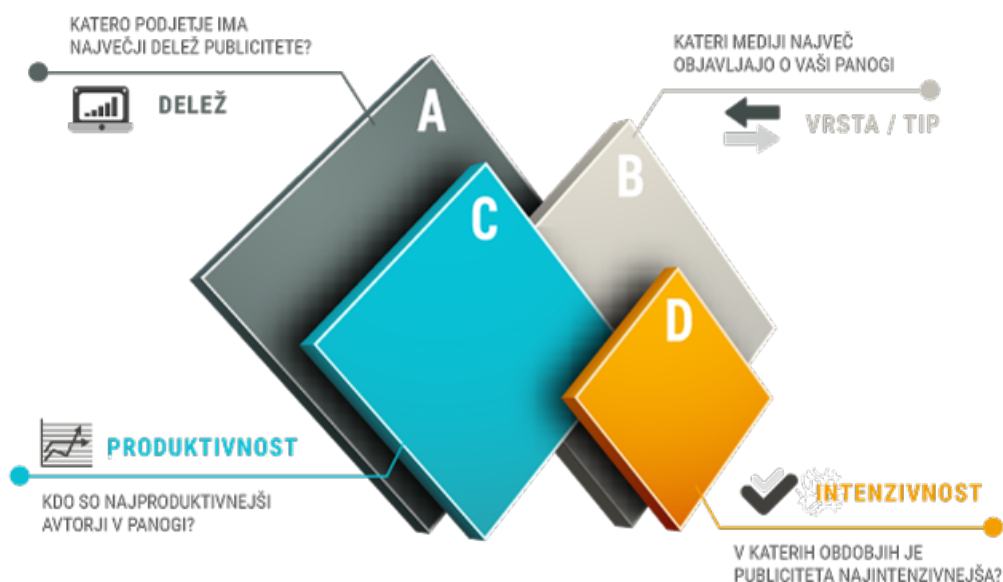 KATERO PODJETJE IMA
NAJVEČJI DELEŽ PUBLICITETE?
DELEŽ
A
KATERI MEDIJI NAJVEČ
OBJAVLJAJO O VAŠI PANOGI
VRSTA / TIP
B
C
D
PRODUKTIVNOST
KDO SO NAJPRODUKTIVNEJŠI
AVTORJI V PANOGI?
INTENZIVNOST
V KATERIH OBDOBJIH JE
PUBLICITETA NAJINTENZIVNEJŠA?